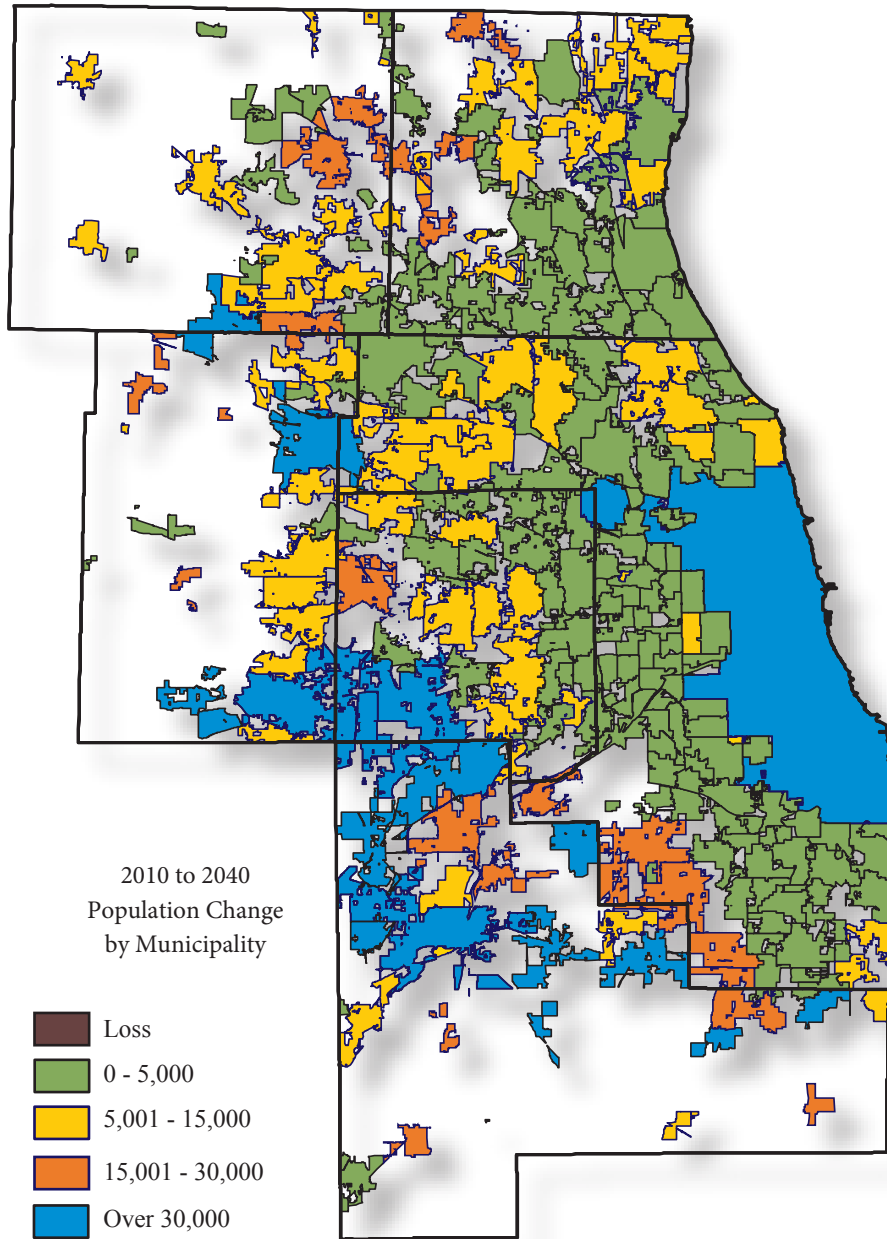 2010 to 2040
Population Change
by Municipality
Loss
0 - 5,000
5,001 - 15,000
15,001 - 30,000
Over 30,000